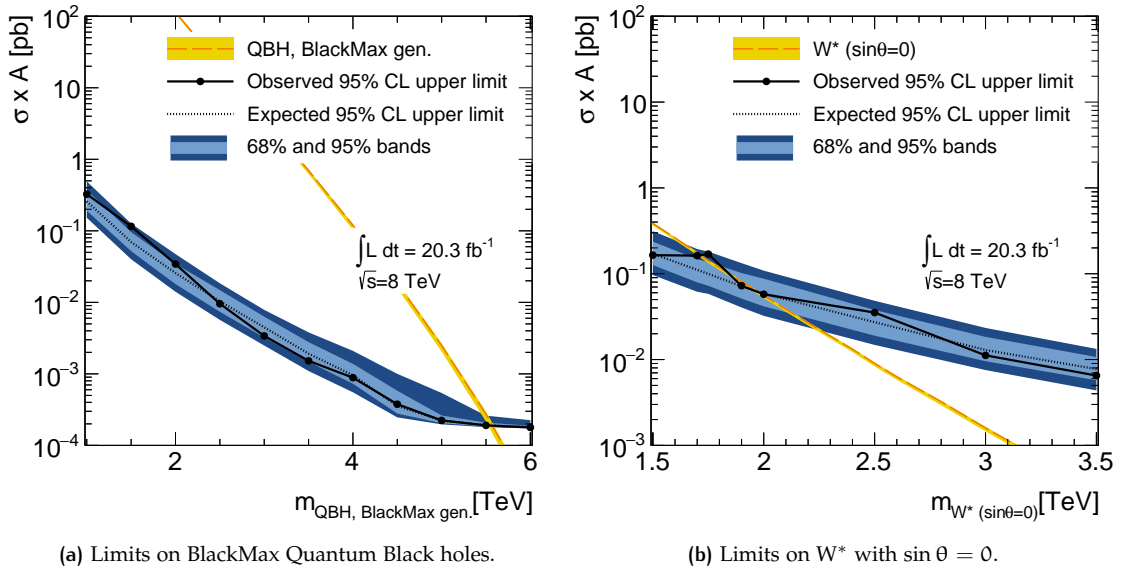 σ x A [pb]
10²
10
1
10⁻¹
10⁻²
10⁻³
10⁻⁴
QBH, BlackMax gen.
Observed 95% CL upper limit
Expected 95% CL upper limit
68% and 95% bands
∫L dt = 20.3 fb⁻¹
√s=8 TeV
2 4 6
m_QBH, BlackMax gen. [TeV]
(a) Limits on BlackMax Quantum Black holes.
σ x A [pb]
10²
10
1
10⁻¹
10⁻²
10⁻³
W* (sinθ=0)
Observed 95% CL upper limit
Expected 95% CL upper limit
68% and 95% bands
∫L dt = 20.3 fb⁻¹
√s=8 TeV
1.5 2 2.5 3 3.5
m_W* (sinθ=0) [TeV]
(b) Limits on W* with sin θ = 0.